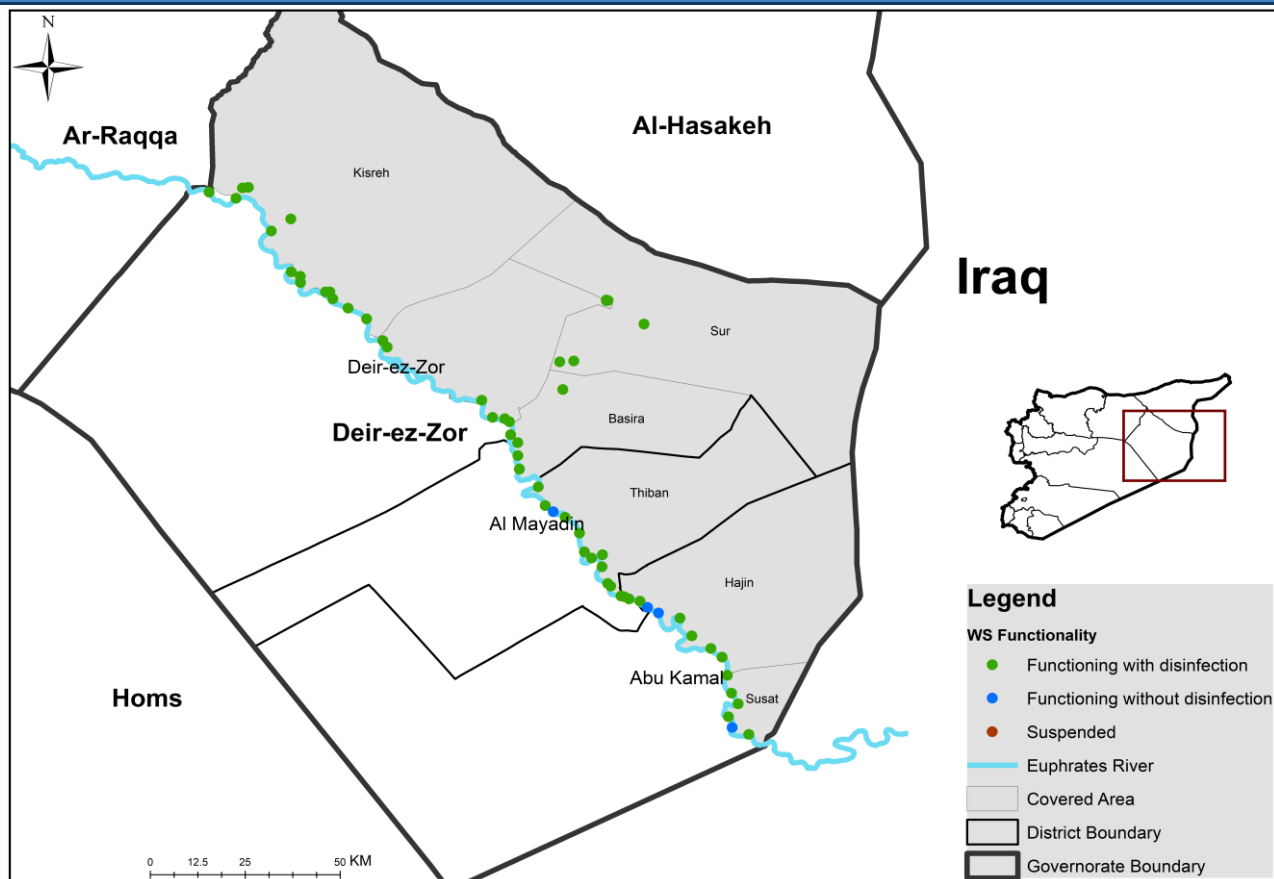 N
Ar-Raqqa
Al-Hasakeh
Kisreh
Iraq
Sur
Deir-ez-Zor
Basira
Deir-ez-Zor
Thiban
Al Mayadin
Hajin
Abu Kamal
Susat
Homs
0 12.5 25 50 KM
Legend
WS Functionality
Functioning with disinfection
Functioning without disinfection
Suspended
Euphrates River
Covered Area
District Boundary
Governorate Boundary